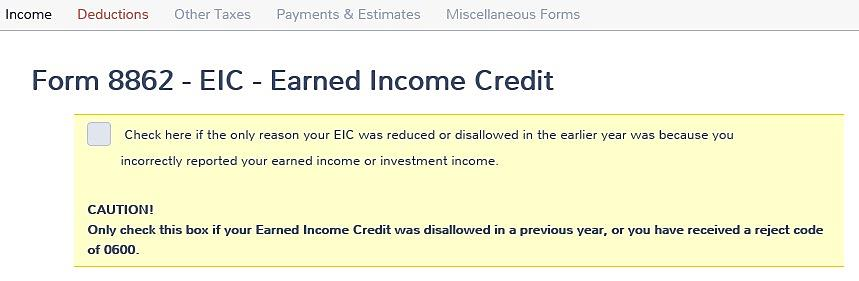 Income Deductions Other Taxes Payments & Estimates Miscellaneous Forms
Form 8862 - EIC - Earned Income Credit
Check here if the only reason your EIC was reduced or disallowed in the earlier year was because you
incorrectly reported your earned income or investment income.
CAUTION!
Only check this box if your Earned Income Credit was disallowed in a previous year, or you have received a reject code
of 0600.